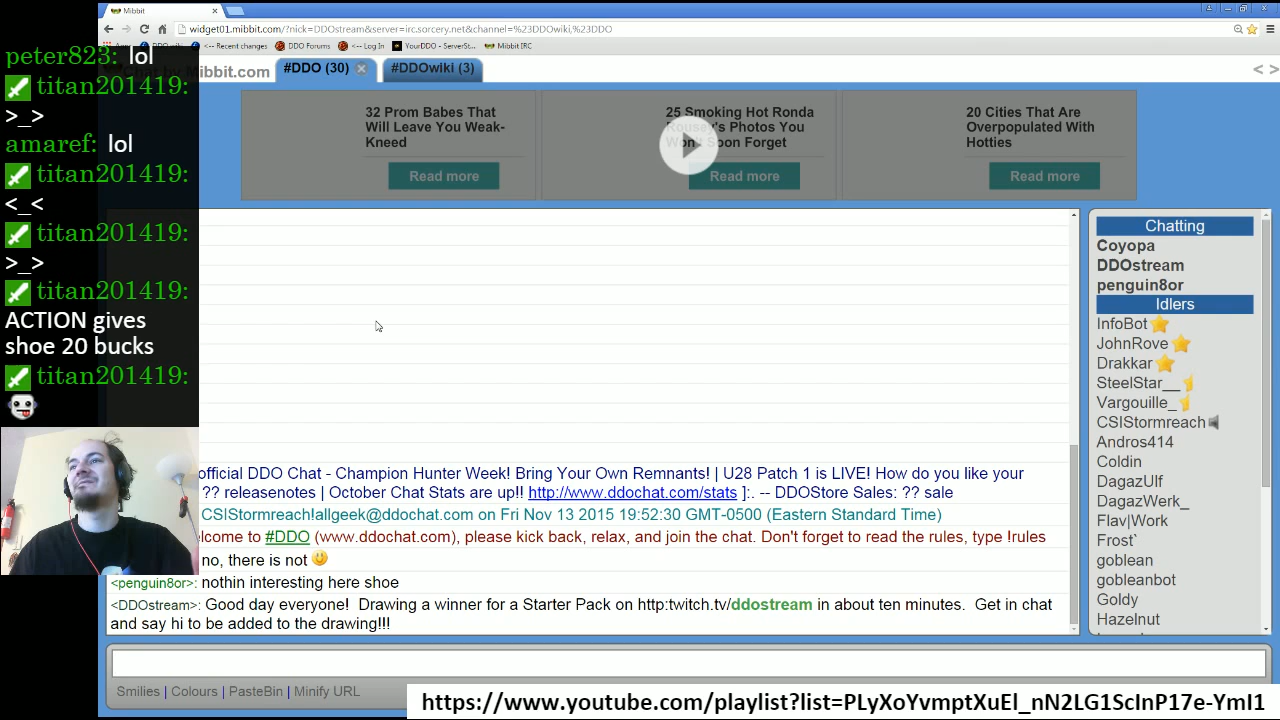 Mibbit
widget01.mibbit.com/?nick=DDOstream&server=irc.sorcery.net&channel=%23DDOwiki,%23DDO
<-- Recent changes
DDO Forums
<-- Log In
YourDDO - ServerSt...
Mibbit IRC
Chat by Mibbit.com
#DDO (30)
#DDOwiki (3)
< >
32 Prom Babes That
Will Leave You Weak-
Kneed
Read more
25 Smoking Hot Ronda
Rousey's Photos You
Won't Soon Forget
Read more
20 Cities That Are
Overpopulated With
Hotties
Read more
peter823: lol
titan201419:
>_>
amaref: lol
titan201419:
<_<
titan201419:
>_>
titan201419:
ACTION gives
shoe 20 bucks
titan201419:
official DDO Chat - Champion Hunter Week! Bring Your Own Remnants! | U28 Patch 1 is LIVE! How do you like your
?? releasenotes | October Chat Stats are up!! http://www.ddochat.com/stats ]:. -- DDOStore Sales: ?? sale
CSIStormreach!allgeek@ddochat.com on Fri Nov 13 2015 19:52:30 GMT-0500 (Eastern Standard Time)
lcome to #DDO (www.ddochat.com), please kick back, relax, and join the chat. Don't forget to read the rules, type !rules
no, there is not
<penguin8or>: nothin interesting here shoe
<DDOstream>: Good day everyone! Drawing a winner for a Starter Pack on http:twitch.tv/ddostream in about ten minutes. Get in chat
and say hi to be added to the drawing!!!
Chatting
Coyopa
DDOstream
penguin8or
Idlers
InfoBot
JohnRove
Drakkar
SteelStar__
Vargouille_
CSIStormreach
Andros414
Coldin
DagazUlf
DagazWerk_
Flav|Work
Frost`
goblean
gobleanbot
Goldy
Hazelnut
Smilies | Colours | PasteBin | Minify URL
https://www.youtube.com/playlist?list=PLyXoYvmptXuEl_nN2LG1ScInP17e-YmI1